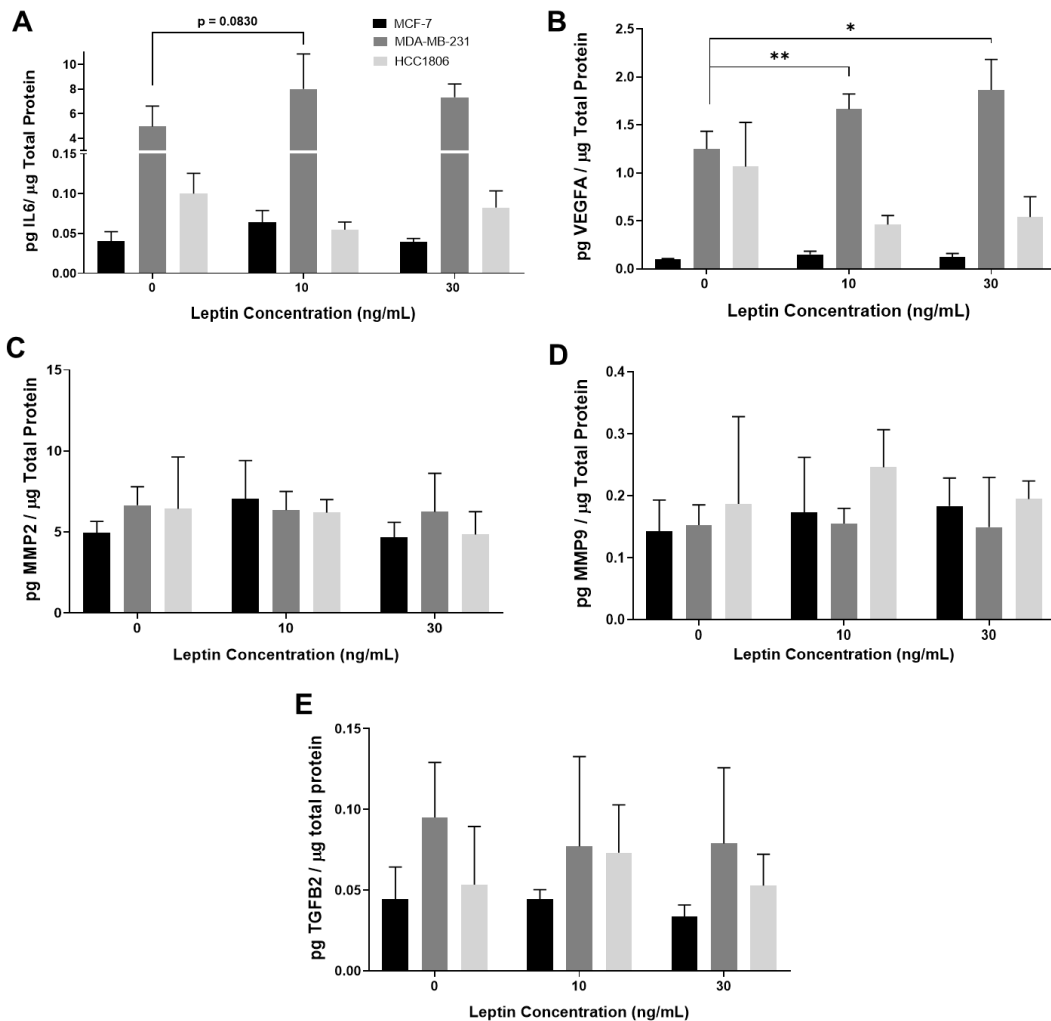 A
p = 0.0830
MCF-7
MDA-MB-231
HCC1806
pg IL6/ μg Total Protein
10
8
6
4
0.15
0.10
0.05
0.00
0
10
30
Leptin Concentration (ng/mL)
B
*
**
pg VEGFA / μg Total Protein
2.5
2.0
1.5
1.0
0.5
0.0
0
10
30
Leptin Concentration (ng/mL)
C
pg MMP2 / μg Total Protein
15
10
5
0
0
10
30
Leptin Concentration (ng/mL)
D
pg MMP9 / μg Total Protein
0.4
0.3
0.2
0.1
0.0
0
10
30
Leptin Concentration (ng/mL)
E
pg TGFB2 / μg total protein
0.15
0.10
0.05
0.00
0
10
30
Leptin Concentration (ng/mL)